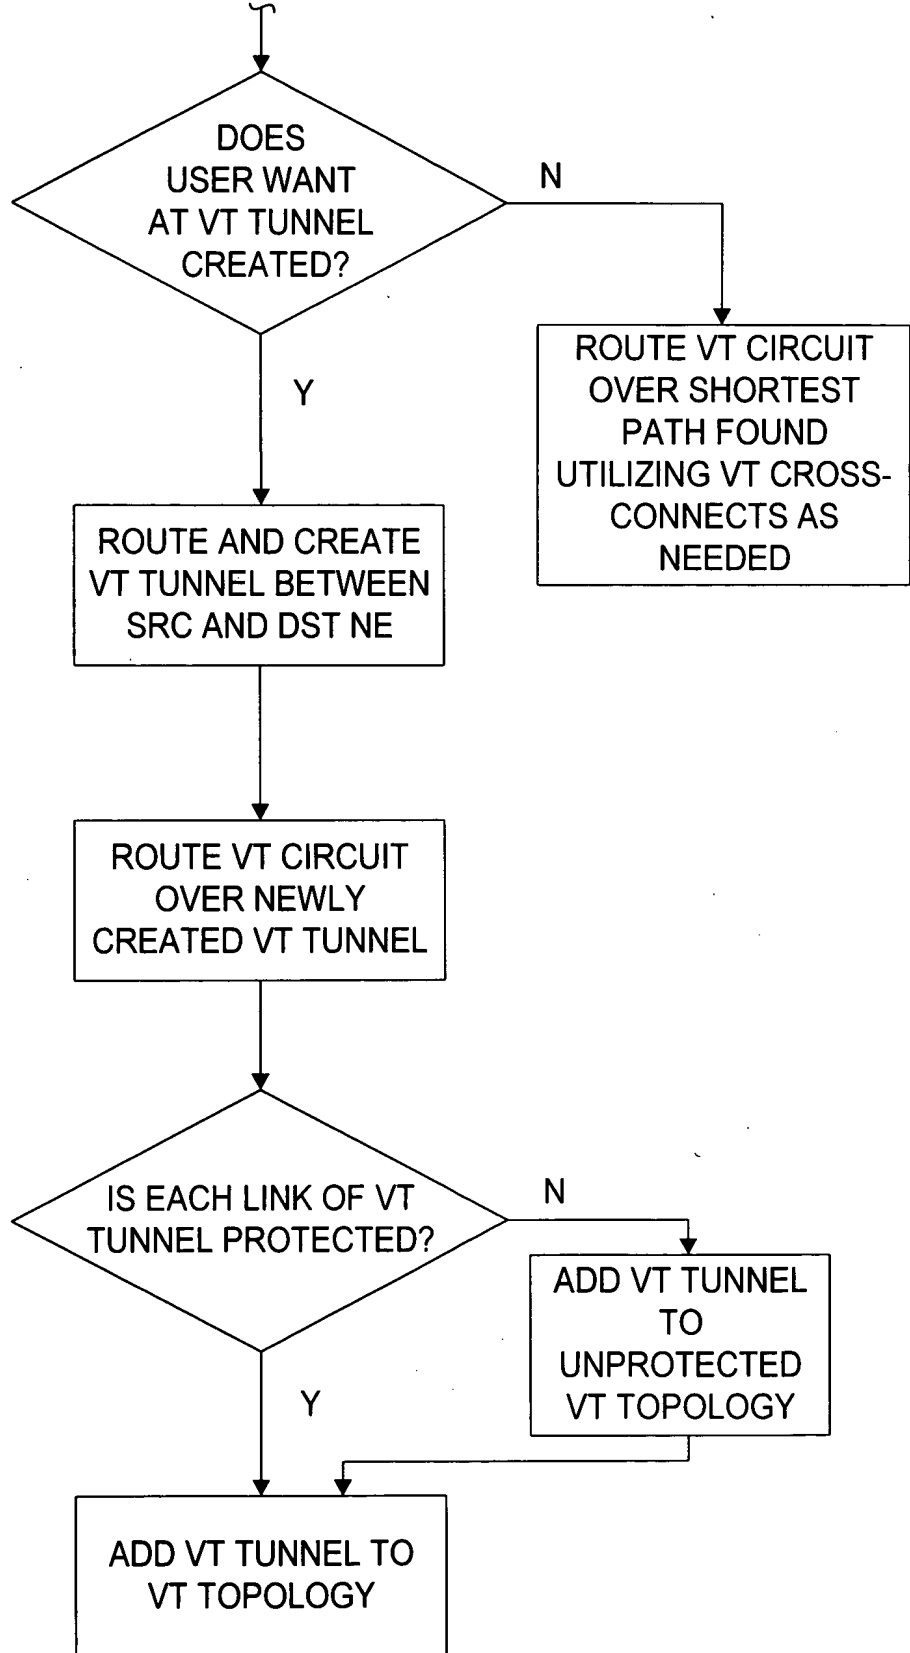 DOES
USER WANT
AT VT TUNNEL
CREATED?
N
ROUTE VT CIRCUIT
OVER SHORTEST
PATH FOUND
UTILIZING VT CROSS-
CONNECTS AS
NEEDED
Y
ROUTE AND CREATE
VT TUNNEL BETWEEN
SRC AND DST NE
ROUTE VT CIRCUIT
OVER NEWLY
CREATED VT TUNNEL
IS EACH LINK OF VT
TUNNEL PROTECTED?
N
ADD VT TUNNEL
TO
UNPROTECTED
VT TOPOLOGY
Y
ADD VT TUNNEL TO
VT TOPOLOGY